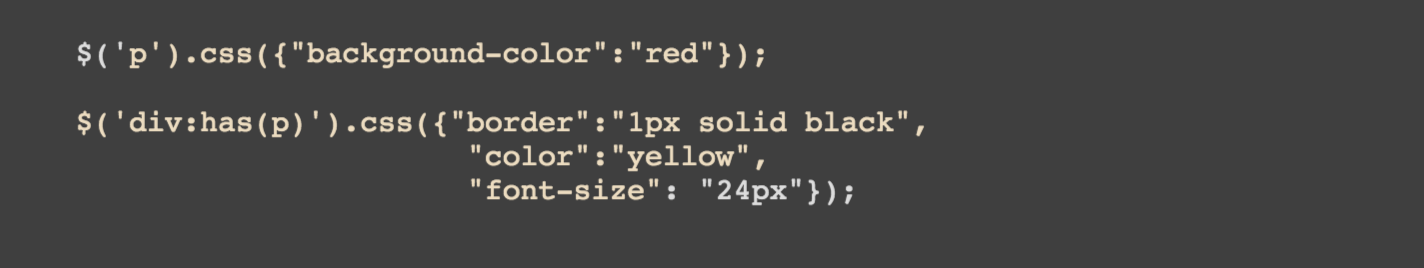 $('p').css({"background-color":"red"});
$('div:has(p)').css({"border":"1px solid black",
"color":"yellow",
"font-size": "24px"});